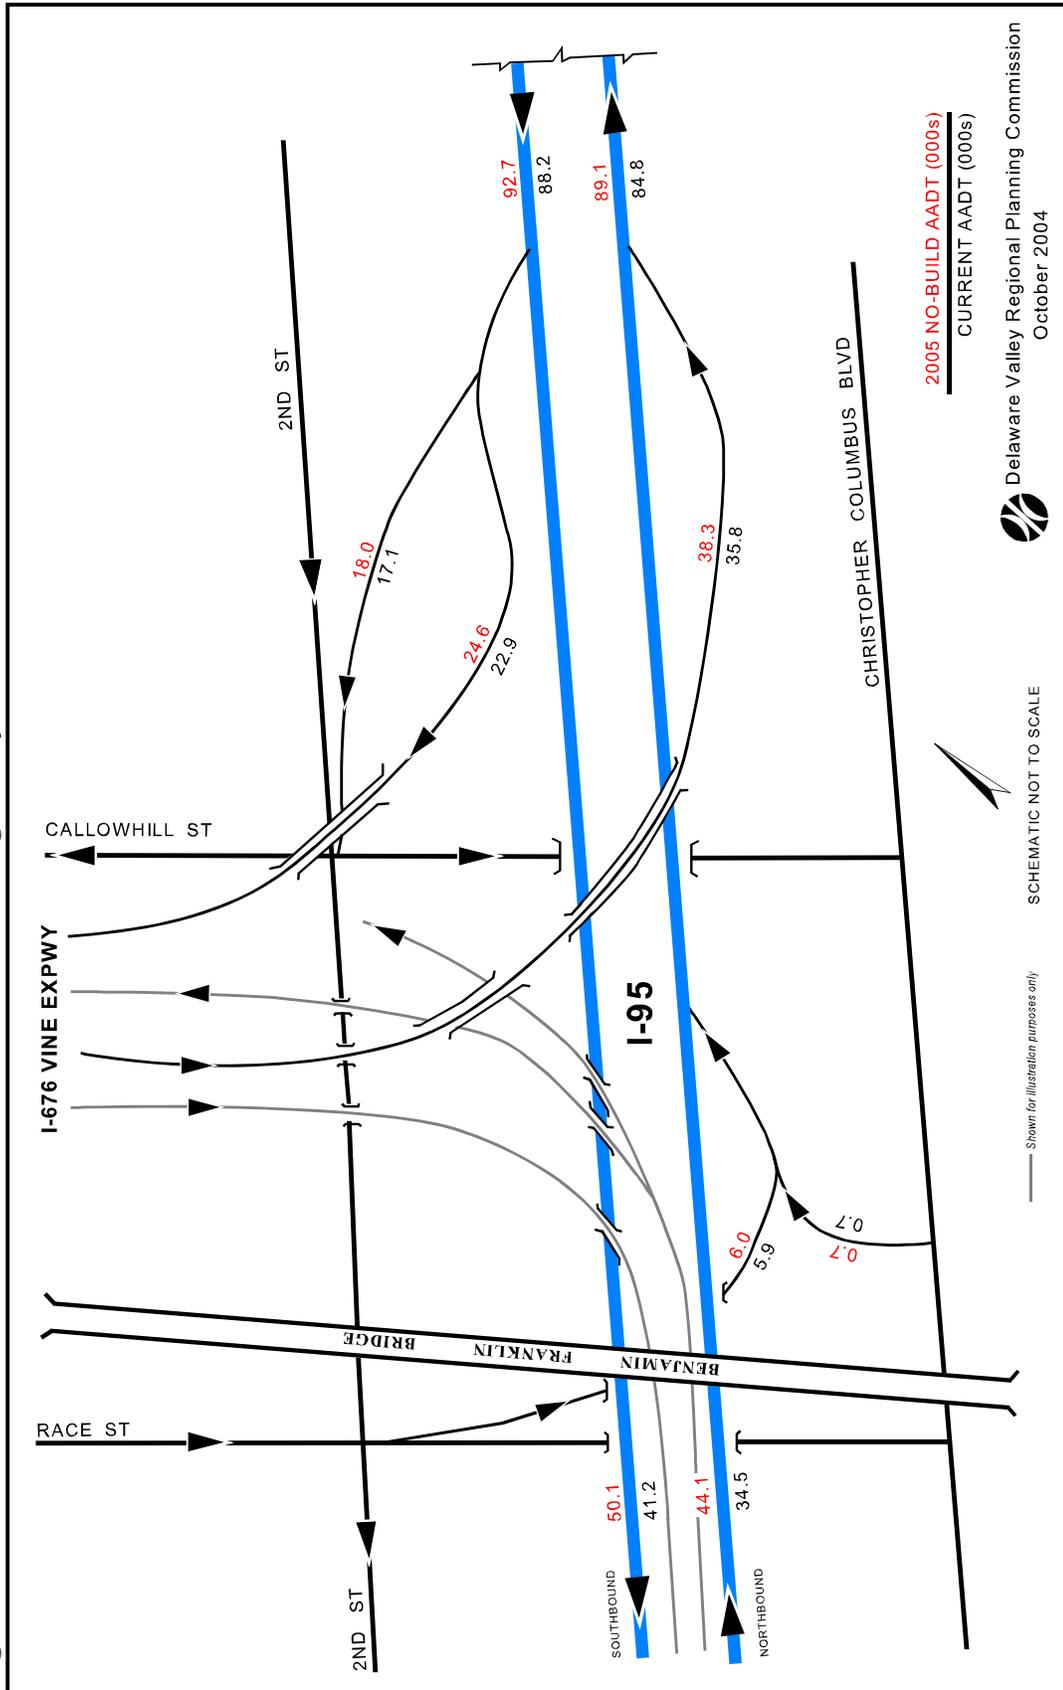 I-676 VINE EXPWY
CALLOWHILL ST
RACE ST
2ND ST
2ND ST
I-95
CHRISTOPHER COLUMBUS BLVD
BENJAMIN FRANKLIN BRIDGE
SOUTHBOUND
NORTHBOUND
92.7
88.2
89.1
84.8
18.0
17.1
24.6
22.9
38.3
35.8
6.0
5.9
0.7
0.7
50.1
41.2
44.1
34.5
Shown for illustration purposes only
SCHEMATIC NOT TO SCALE
2005 NO-BUILD AADT (000s)
CURRENT AADT (000s)
Delaware Valley Regional Planning Commission
October 2004